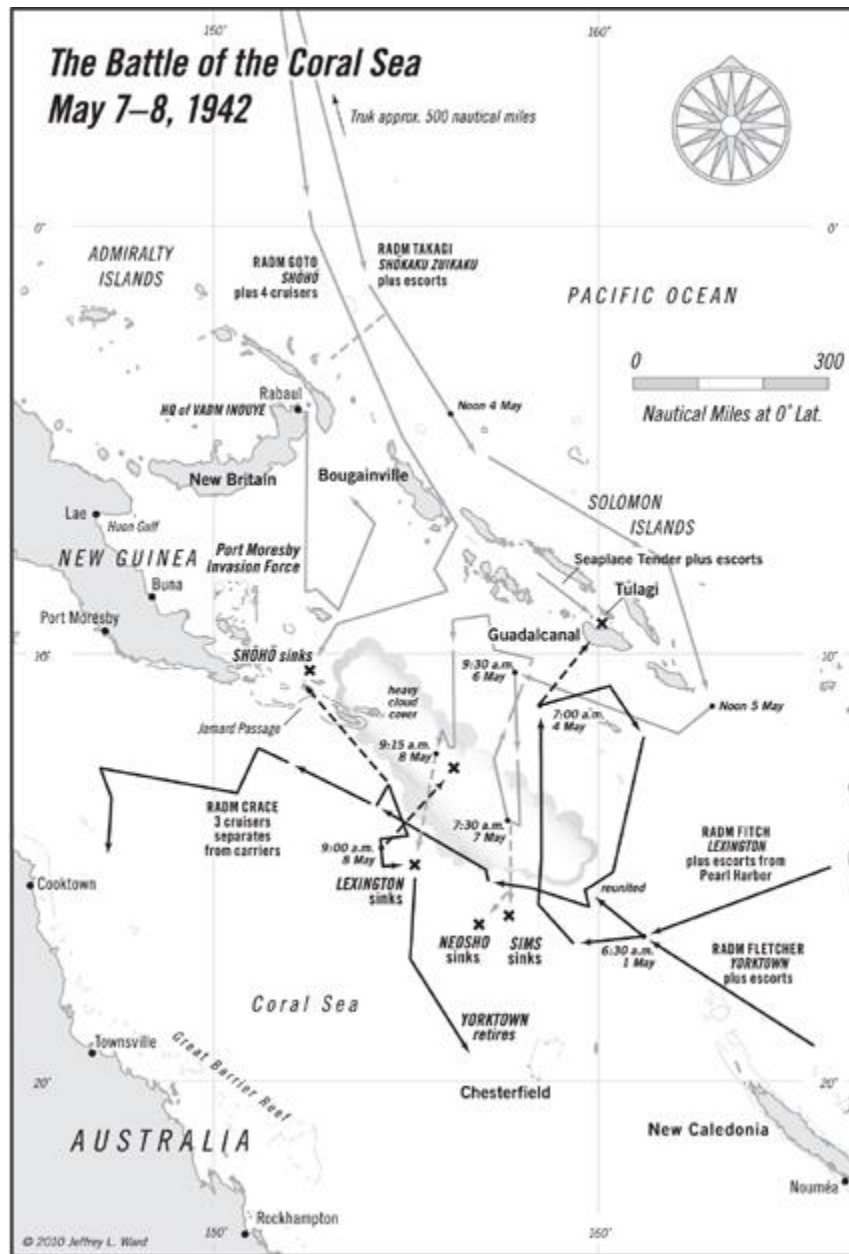 150°
160°
The Battle of the Coral Sea
May 7–8, 1942
Truk approx. 500 nautical miles
0°
0°
ADMIRALTY
ISLANDS
RADM GOTO
SHŌHŌ
plus 4 cruisers
RADM TAKAGI
SHŌKAKU ZUIKAKU
plus escorts
PACIFIC OCEAN
0
300
Nautical Miles at 0° Lat.
Rabaul
HQ of VADM INOUYE
Noon 4 May
New Britain
Bougainville
SOLOMON
ISLANDS
Lae
Huon Gulf
NEW GUINEA
Port Moresby
Invasion Force
Seaplane Tender plus escorts
Buna
Tulagi
Port Moresby
Guadalcanal
10°
10°
SHŌHŌ sinks
9:30 a.m.
6 May
heavy
cloud
cover
Jomard Passage
7:00 a.m.
4 May
Noon 5 May
9:15 a.m.
8 May
RADM CRACE
3 cruisers
separates
from carriers
7:30 a.m.
7 May
9:00 a.m.
8 May
RADM FITCH
LEXINGTON
plus escorts from
Pearl Harbor
Cooktown
LEXINGTON
sinks
reunited
NEOSHO
sinks
SIMS
sinks
6:30 a.m.
1 May
RADM FLETCHER
YORKTOWN
plus escorts
Coral Sea
YORKTOWN
retires
Townsville
Great Barrier Reef
20°
20°
Chesterfield
AUSTRALIA
New Caledonia
Nouméa
Rockhampton
© 2010 Jeffrey L. Ward
150°
160°